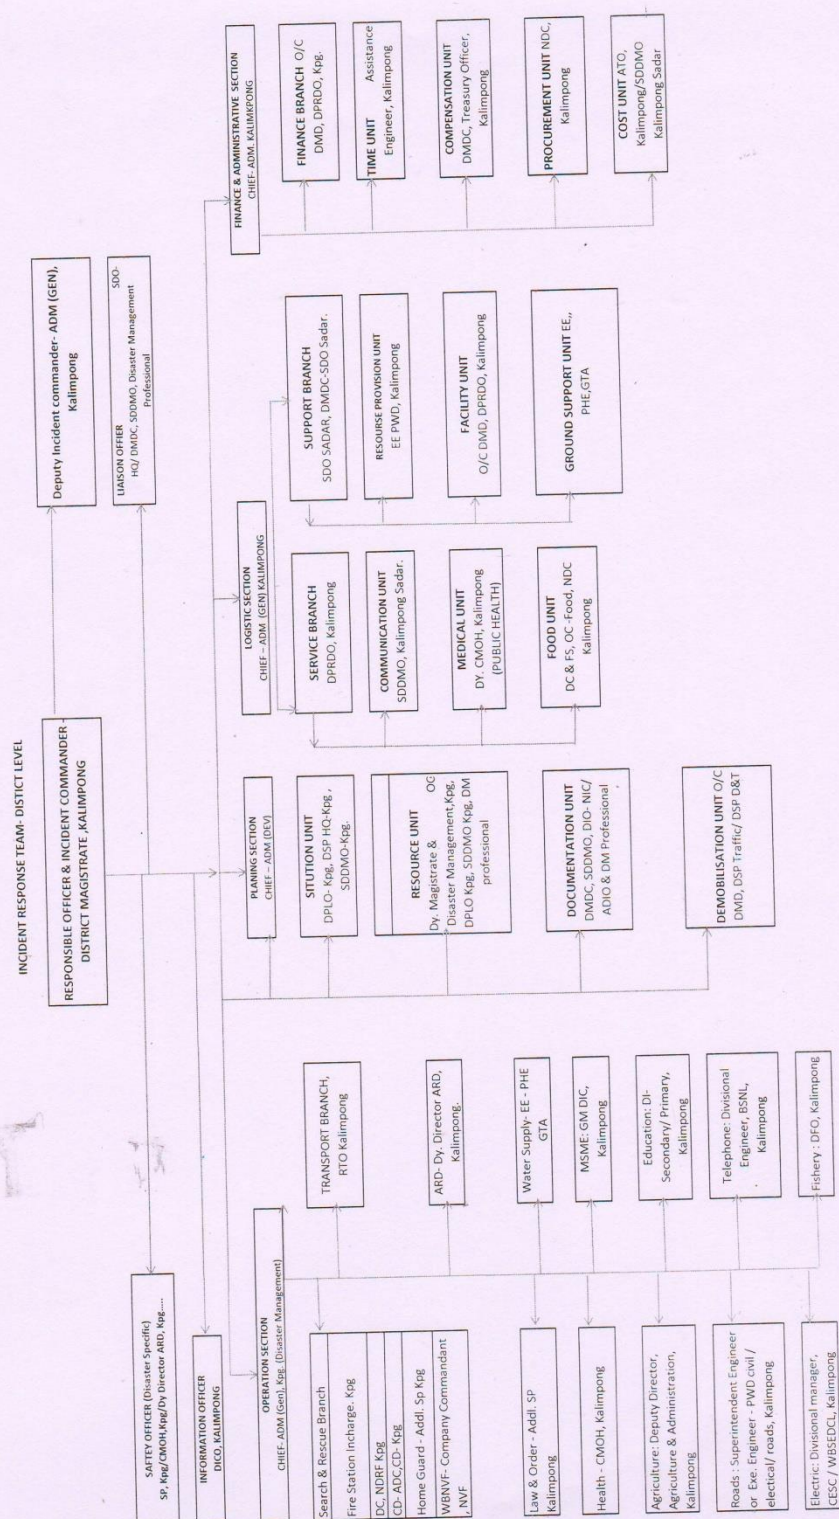 INCIDENT RESPONSE TEAM- DISTICT LEVEL
RESPONSIBLE OFFICER & INCIDENT COMMANDER -
DISTRICT MAGISTRATE ,KALIMPONG
Deputy Incident commander- ADM (GEN),
Kalimpong
SAFTEY OFFICER (Disaster Specific)
SP, Kpg/CMOH,Kpg/Dy Director ARD, Kpg.....
LIAISON OFFIER SDO-
HQ/ DMDC, SDDMO, Disaster Management
Professional
INFORMATION OFFICER
DICO, KALIMPONG
OPERATION SECTION
CHIEF- ADM (Gen), Kpg. (Disaster Management)
Search & Rescue Branch
Fire Station Incharge. Kpg
DC, NDRF Kpg
CD- ADC,CD- Kpg
Home Guard - Addl. Sp Kpg
WBNVF- Company Commandant
, NVF
Law & Order - Addl. SP
Kalimpong
Health - CMOH, Kalimpong
Agriculture: Deputy Director,
Agriculture & Administration,
Kalimpong
Roads : Superintendent Engineer
or Exe. Engineer - PWD civil /
electical/ roads, Kalimpong
Electric: Divisional manager,
CESC / WBSEDCL, Kalimpong
TRANSPORT BRANCH,
RTO Kalimpong
ARD- Dy. Director ARD,
Kalimpong.
Water Supply- EE - PHE
GTA
MSME: GM DIC,
Kalimpong
Education: DI-
Secondary/ Primary,
Kalimpong
Telephone: Divisional
Engineer, BSNL,
Kalimpong
Fishery : DFO, Kalimpong
PLANING SECTION
CHIEF – ADM (DEV)
SITUTION UNIT
DPLO- Kpg, DSP HQ-Kpg ,
SDDMO-Kpg.
RESOURCE UNIT
Dy. Magistrate & OC
Disaster Management,Kpg,
DPLO Kpg, SDDMO Kpg, DM
professional
DOCUMENTATION UNIT
DMDC, SDDMO, DIO- NIC/
ADIO & DM Professional
DEMOBILISATION UNIT O/C
DMD, DSP Traffic/ DSP D&T
LOGISTIC SECTION
CHIEF – ADM (GEN) KALIMPONG
SERVICE BRANCH
DPRDO, Kalimpong
COMMUNICATION UNIT
SDDMO, Kalimpong Sadar.
MEDICAL UNIT
DY. CMOH, Kalimpong
(PUBLIC HEALTH)
FOOD UNIT
DC & FS, OC -Food, NDC
Kalimpong
SUPPORT BRANCH
SDO SADAR, DMDC-SDO Sadar.
RESOURSE PROVISION UNIT
EE PWD, Kalimpong
FACILITY UNIT
O/C DMD, DPRDO, Kalimpong
GROUND SUPPORT UNIT EE,,
PHE,GTA
FINANCE & ADMINISTRATIVE SECTION
CHIEF- ADM. KALIMKPONG
FINANCE BRANCH O/C
DMD, DPRDO, Kpg.
TIME UNIT Assistance
Engineer, Kalimpong
COMPENSATION UNIT
DMDC, Treasury Officer,
Kalimpong
PROCUREMENT UNIT NDC,
Kalimpong
COST UNIT ATO,
Kalimpong/SDDMO
Kalimpong Sadar